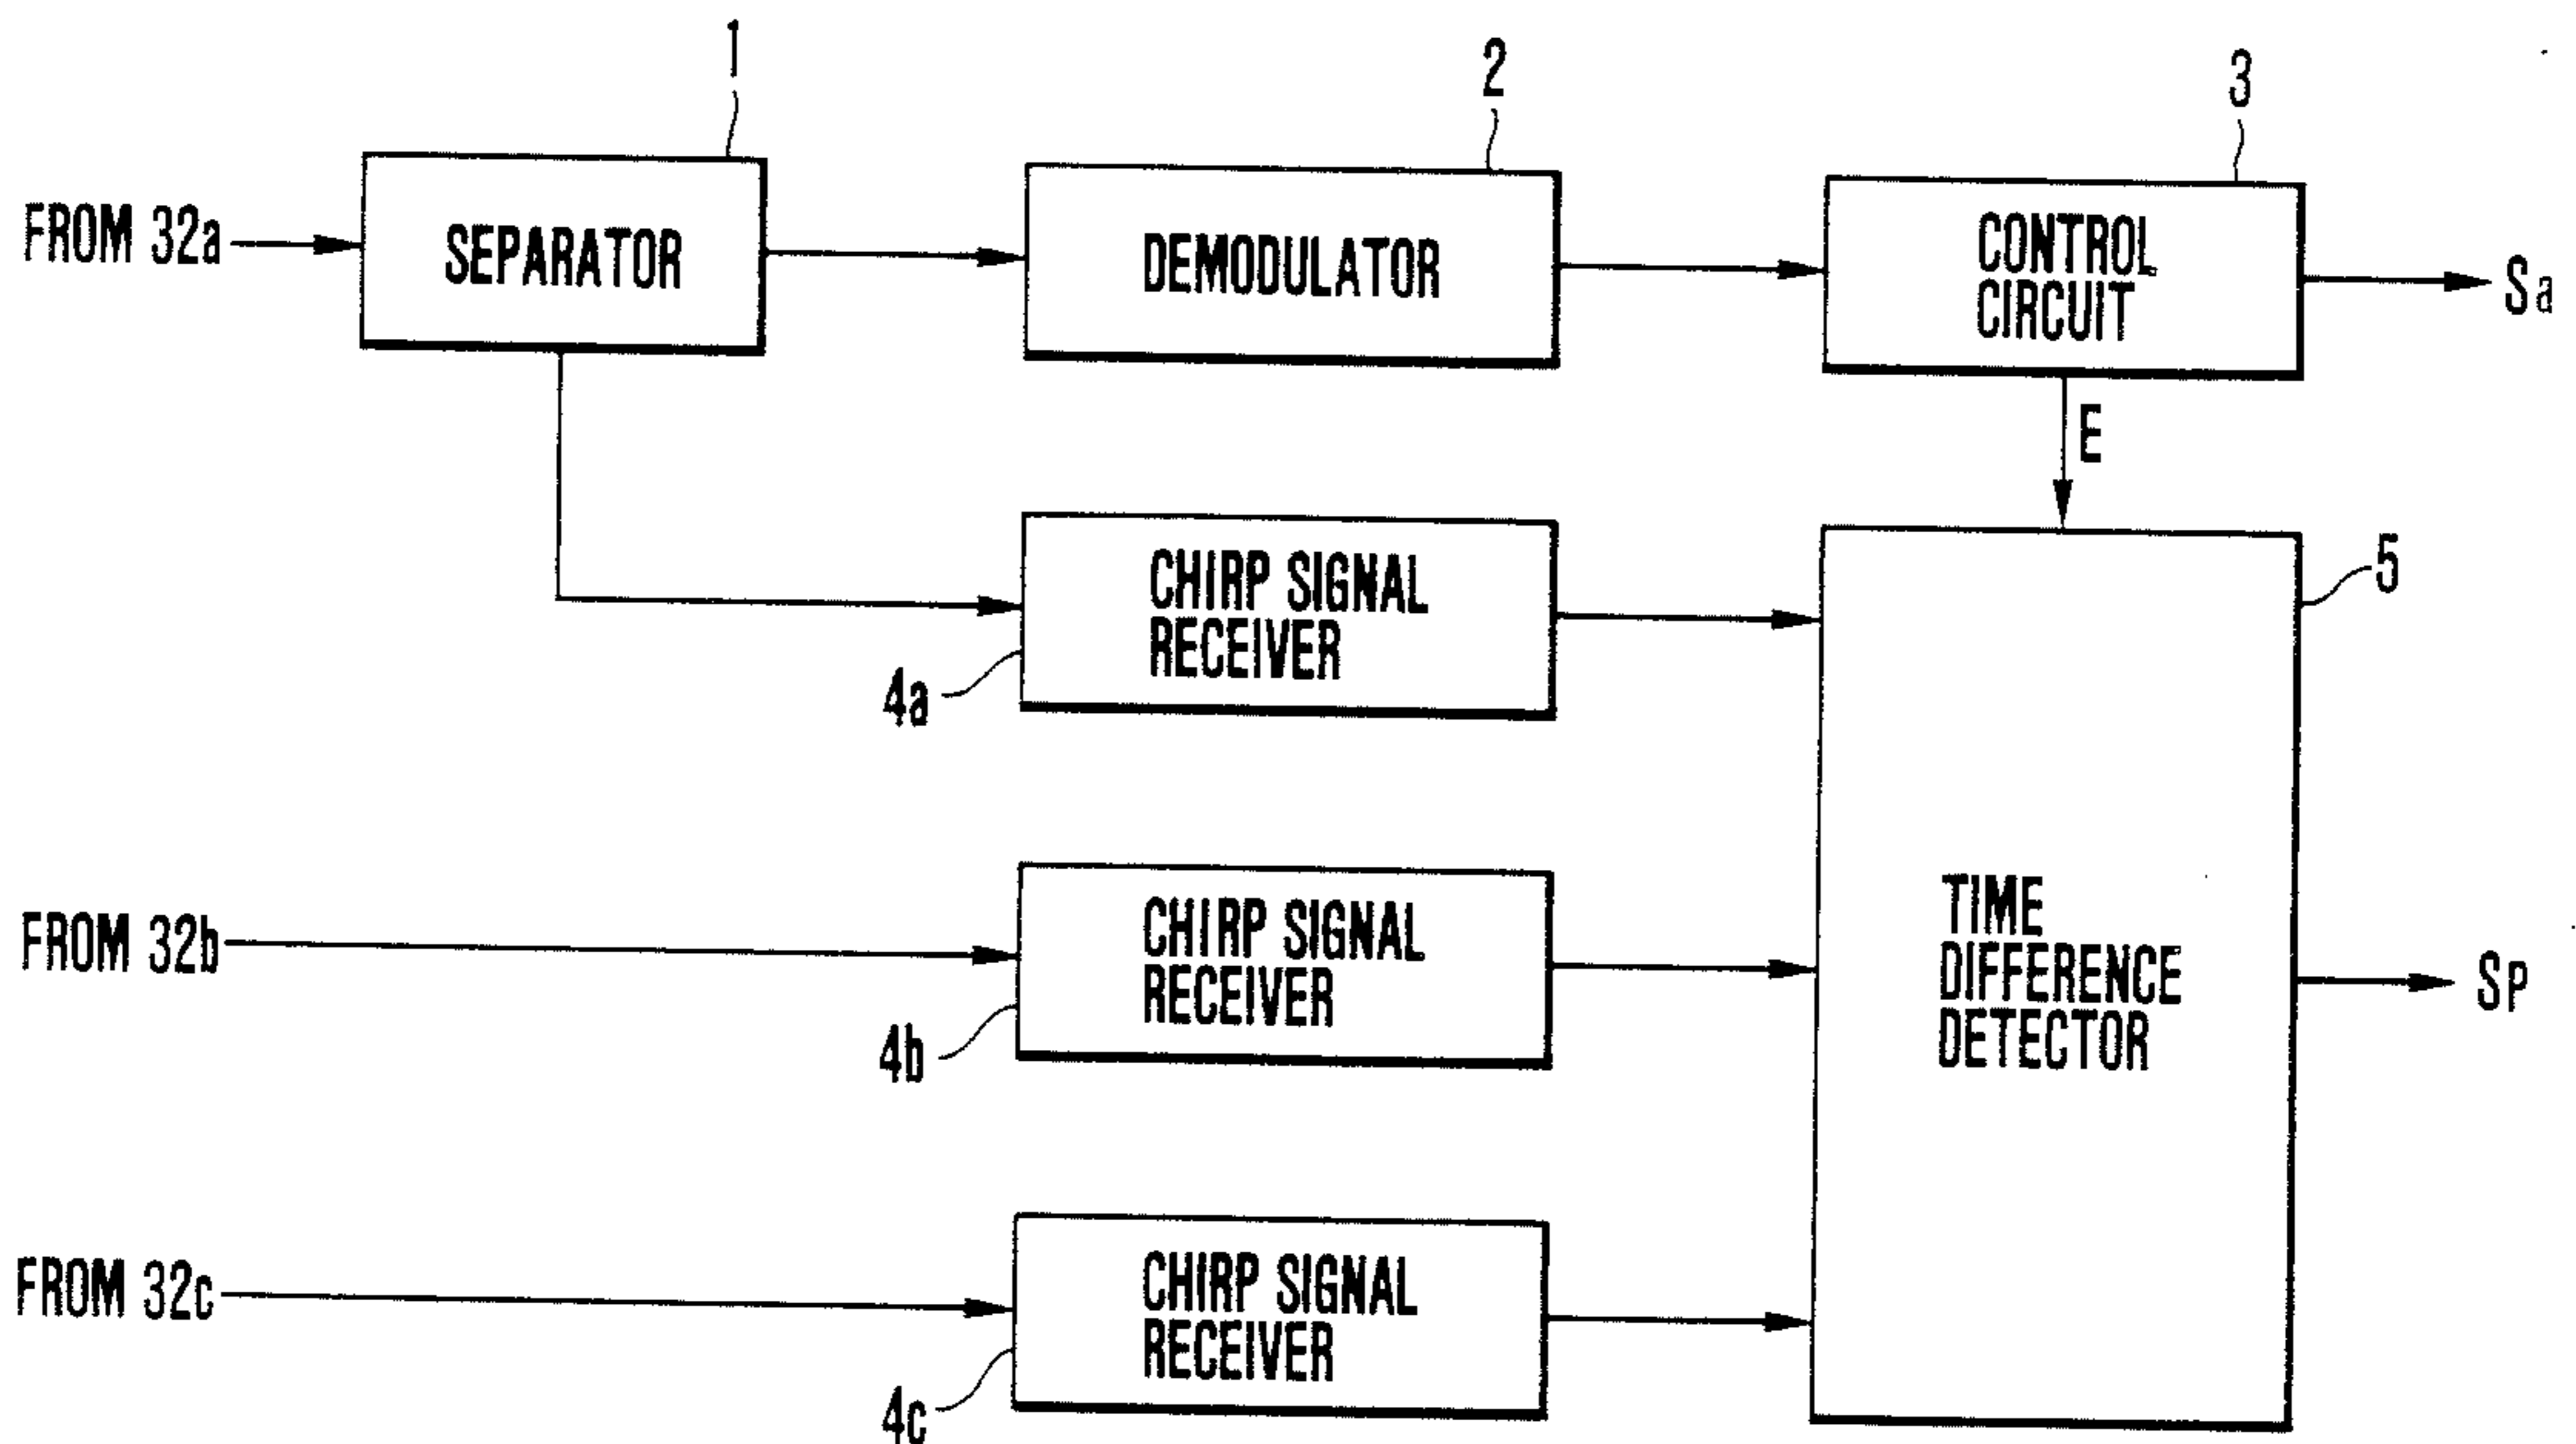 1
2
3
FROM 32a
SEPARATOR
DEMODULATOR
CONTROL
CIRCUIT
Sa
E
CHIRP SIGNAL
RECEIVER
4a
5
FROM 32b
CHIRP SIGNAL
RECEIVER
4b
TIME
DIFFERENCE
DETECTOR
Sp
FROM 32c
CHIRP SIGNAL
RECEIVER
4c